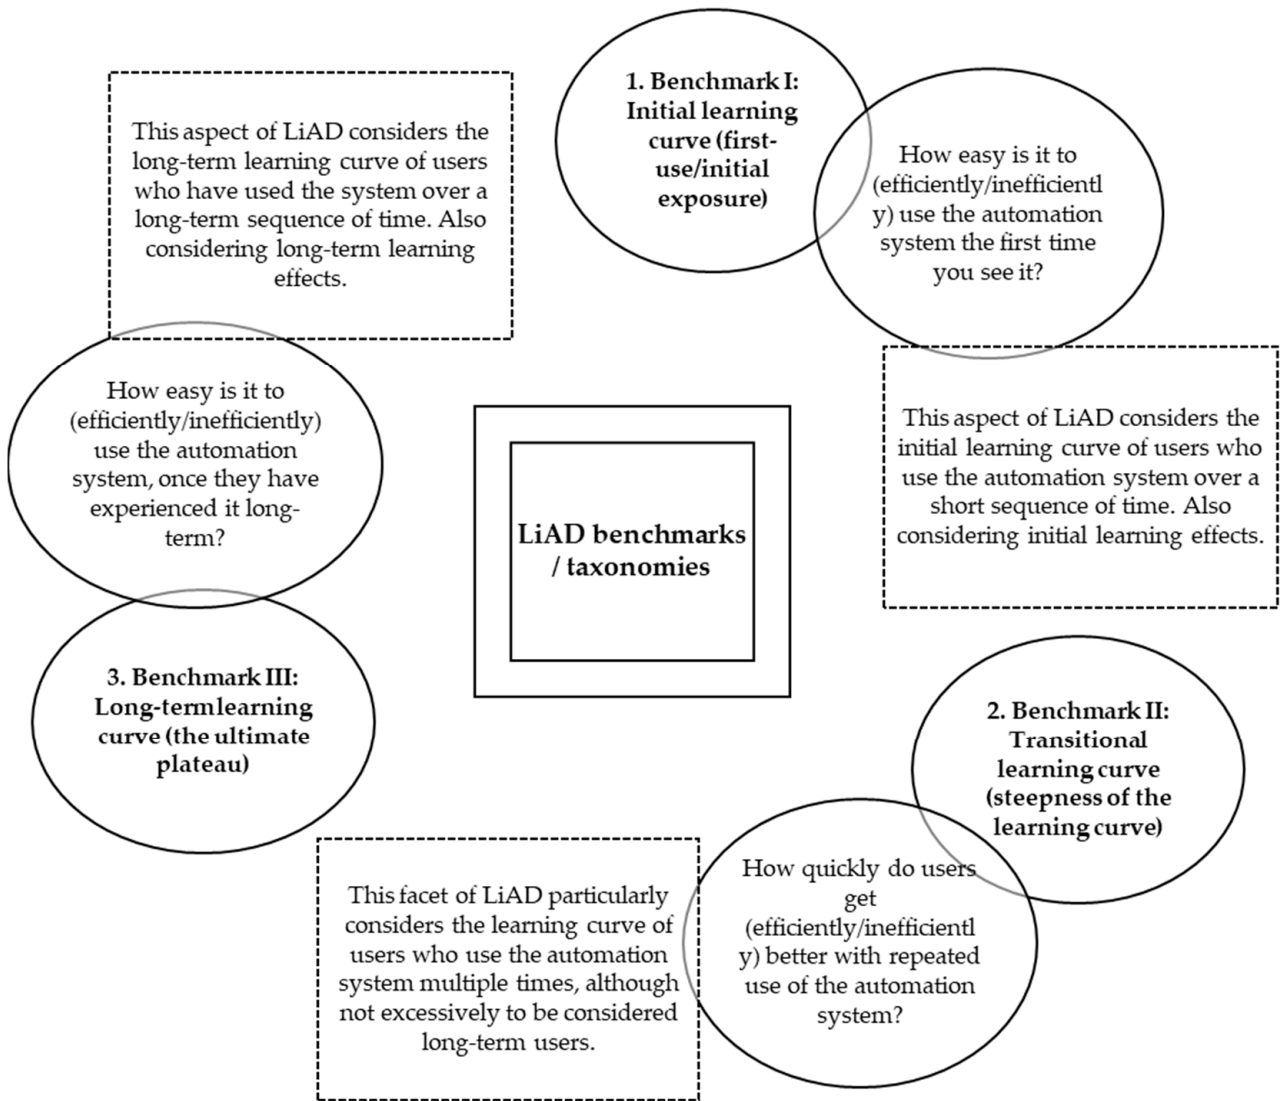 1. Benchmark I:
Initial learning
curve (first-
use/initial
exposure)
How easy is it to
(efficiently/inefficientl
y) use the automation
system the first time
you see it?
This aspect of LiAD considers the
initial learning curve of users who
use the automation system over a
short sequence of time. Also
considering initial learning effects.
2. Benchmark II:
Transitional
learning curve
(steepness of the
learning curve)
How quickly do users
get
(efficiently/inefficientl
y) better with repeated
use of the automation
system?
This facet of LiAD particularly
considers the learning curve of
users who use the automation
system multiple times, although
not excessively to be considered
long-term users.
3. Benchmark III:
Long-termlearning
curve (the ultimate
plateau)
How easy is it to
(efficiently/inefficiently)
use the automation
system, once they have
experienced it long-
term?
This aspect of LiAD considers the
long-term learning curve of users
who have used the system over a
long-term sequence of time. Also
considering long-term learning
effects.
LiAD benchmarks
/ taxonomies